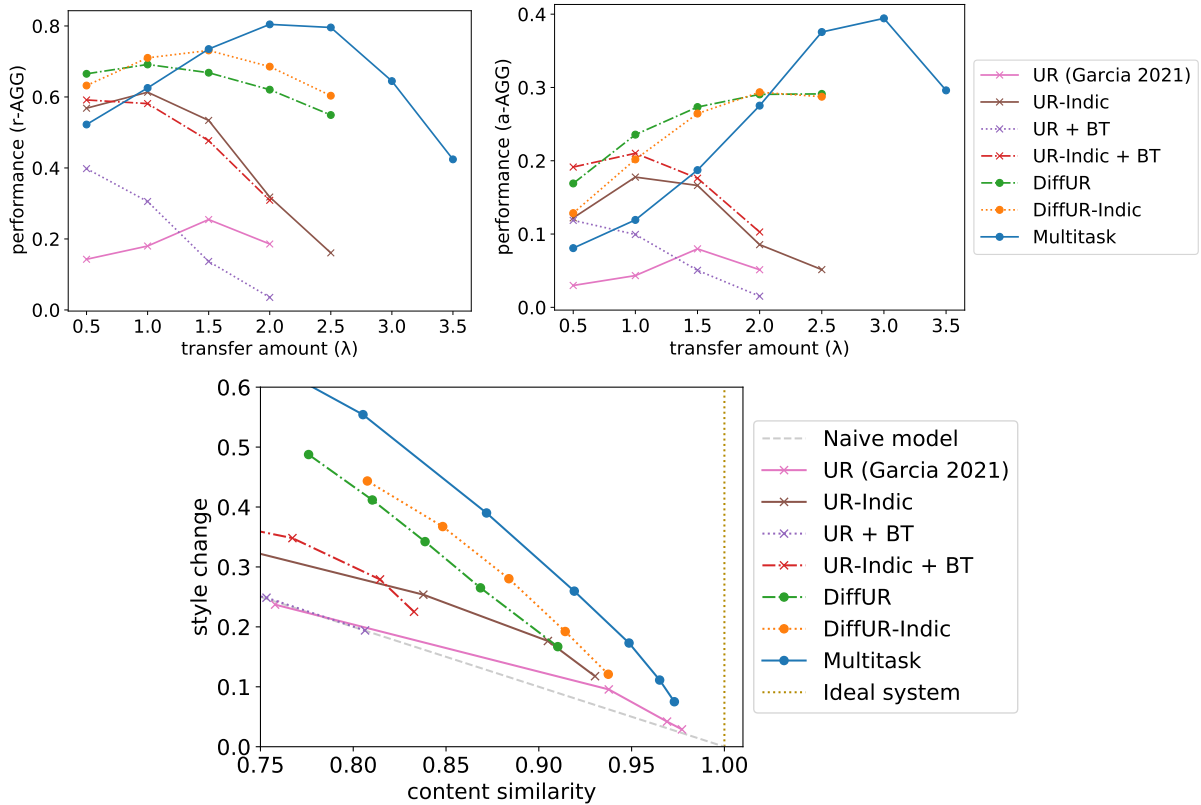 performance (r-AGG)
0.8
0.6
0.4
0.2
0.0
0.5 1.0 1.5 2.0 2.5 3.0 3.5
transfer amount (λ)
performance (a-AGG)
0.4
0.3
0.2
0.1
0.0
0.5 1.0 1.5 2.0 2.5 3.0 3.5
transfer amount (λ)
UR (Garcia 2021)
UR-Indic
UR + BT
UR-Indic + BT
DiffUR
DiffUR-Indic
Multitask
style change
0.6
0.5
0.4
0.3
0.2
0.1
0.0
0.75 0.80 0.85 0.90 0.95 1.00
content similarity
Naive model
UR (Garcia 2021)
UR-Indic
UR + BT
UR-Indic + BT
DiffUR
DiffUR-Indic
Multitask
Ideal system